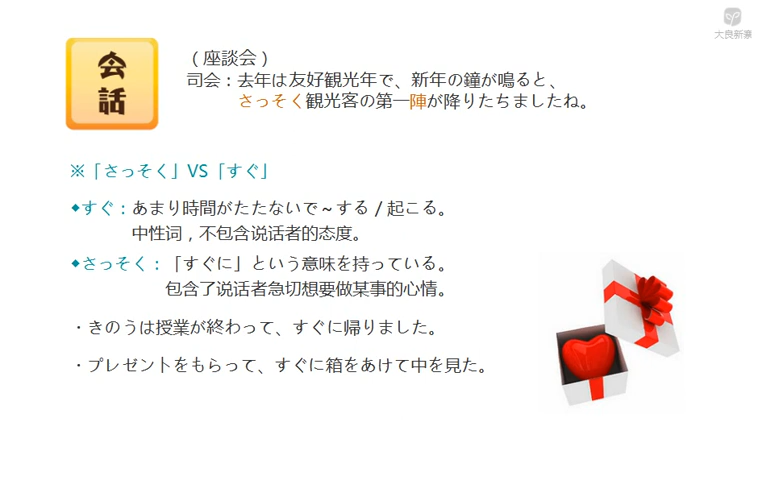 大良新濠
会
話
（座談会）
司会：去年は友好観光年で、新年の鐘が鳴ると、
さっそく観光客の第一陣が降りたちましたね。
※「さっそく」VS「すぐ」
◆すぐ：あまり時間がたたないで～する / 起こる。
中性词，不包含说话者的态度。
◆さっそく：「すぐに」という意味を持っている。
包含了说话者急切想要做某事的心情。
・きのうは授業が終わって、すぐに帰りました。
・プレゼントをもらって、すぐに箱をあけて中を見た。